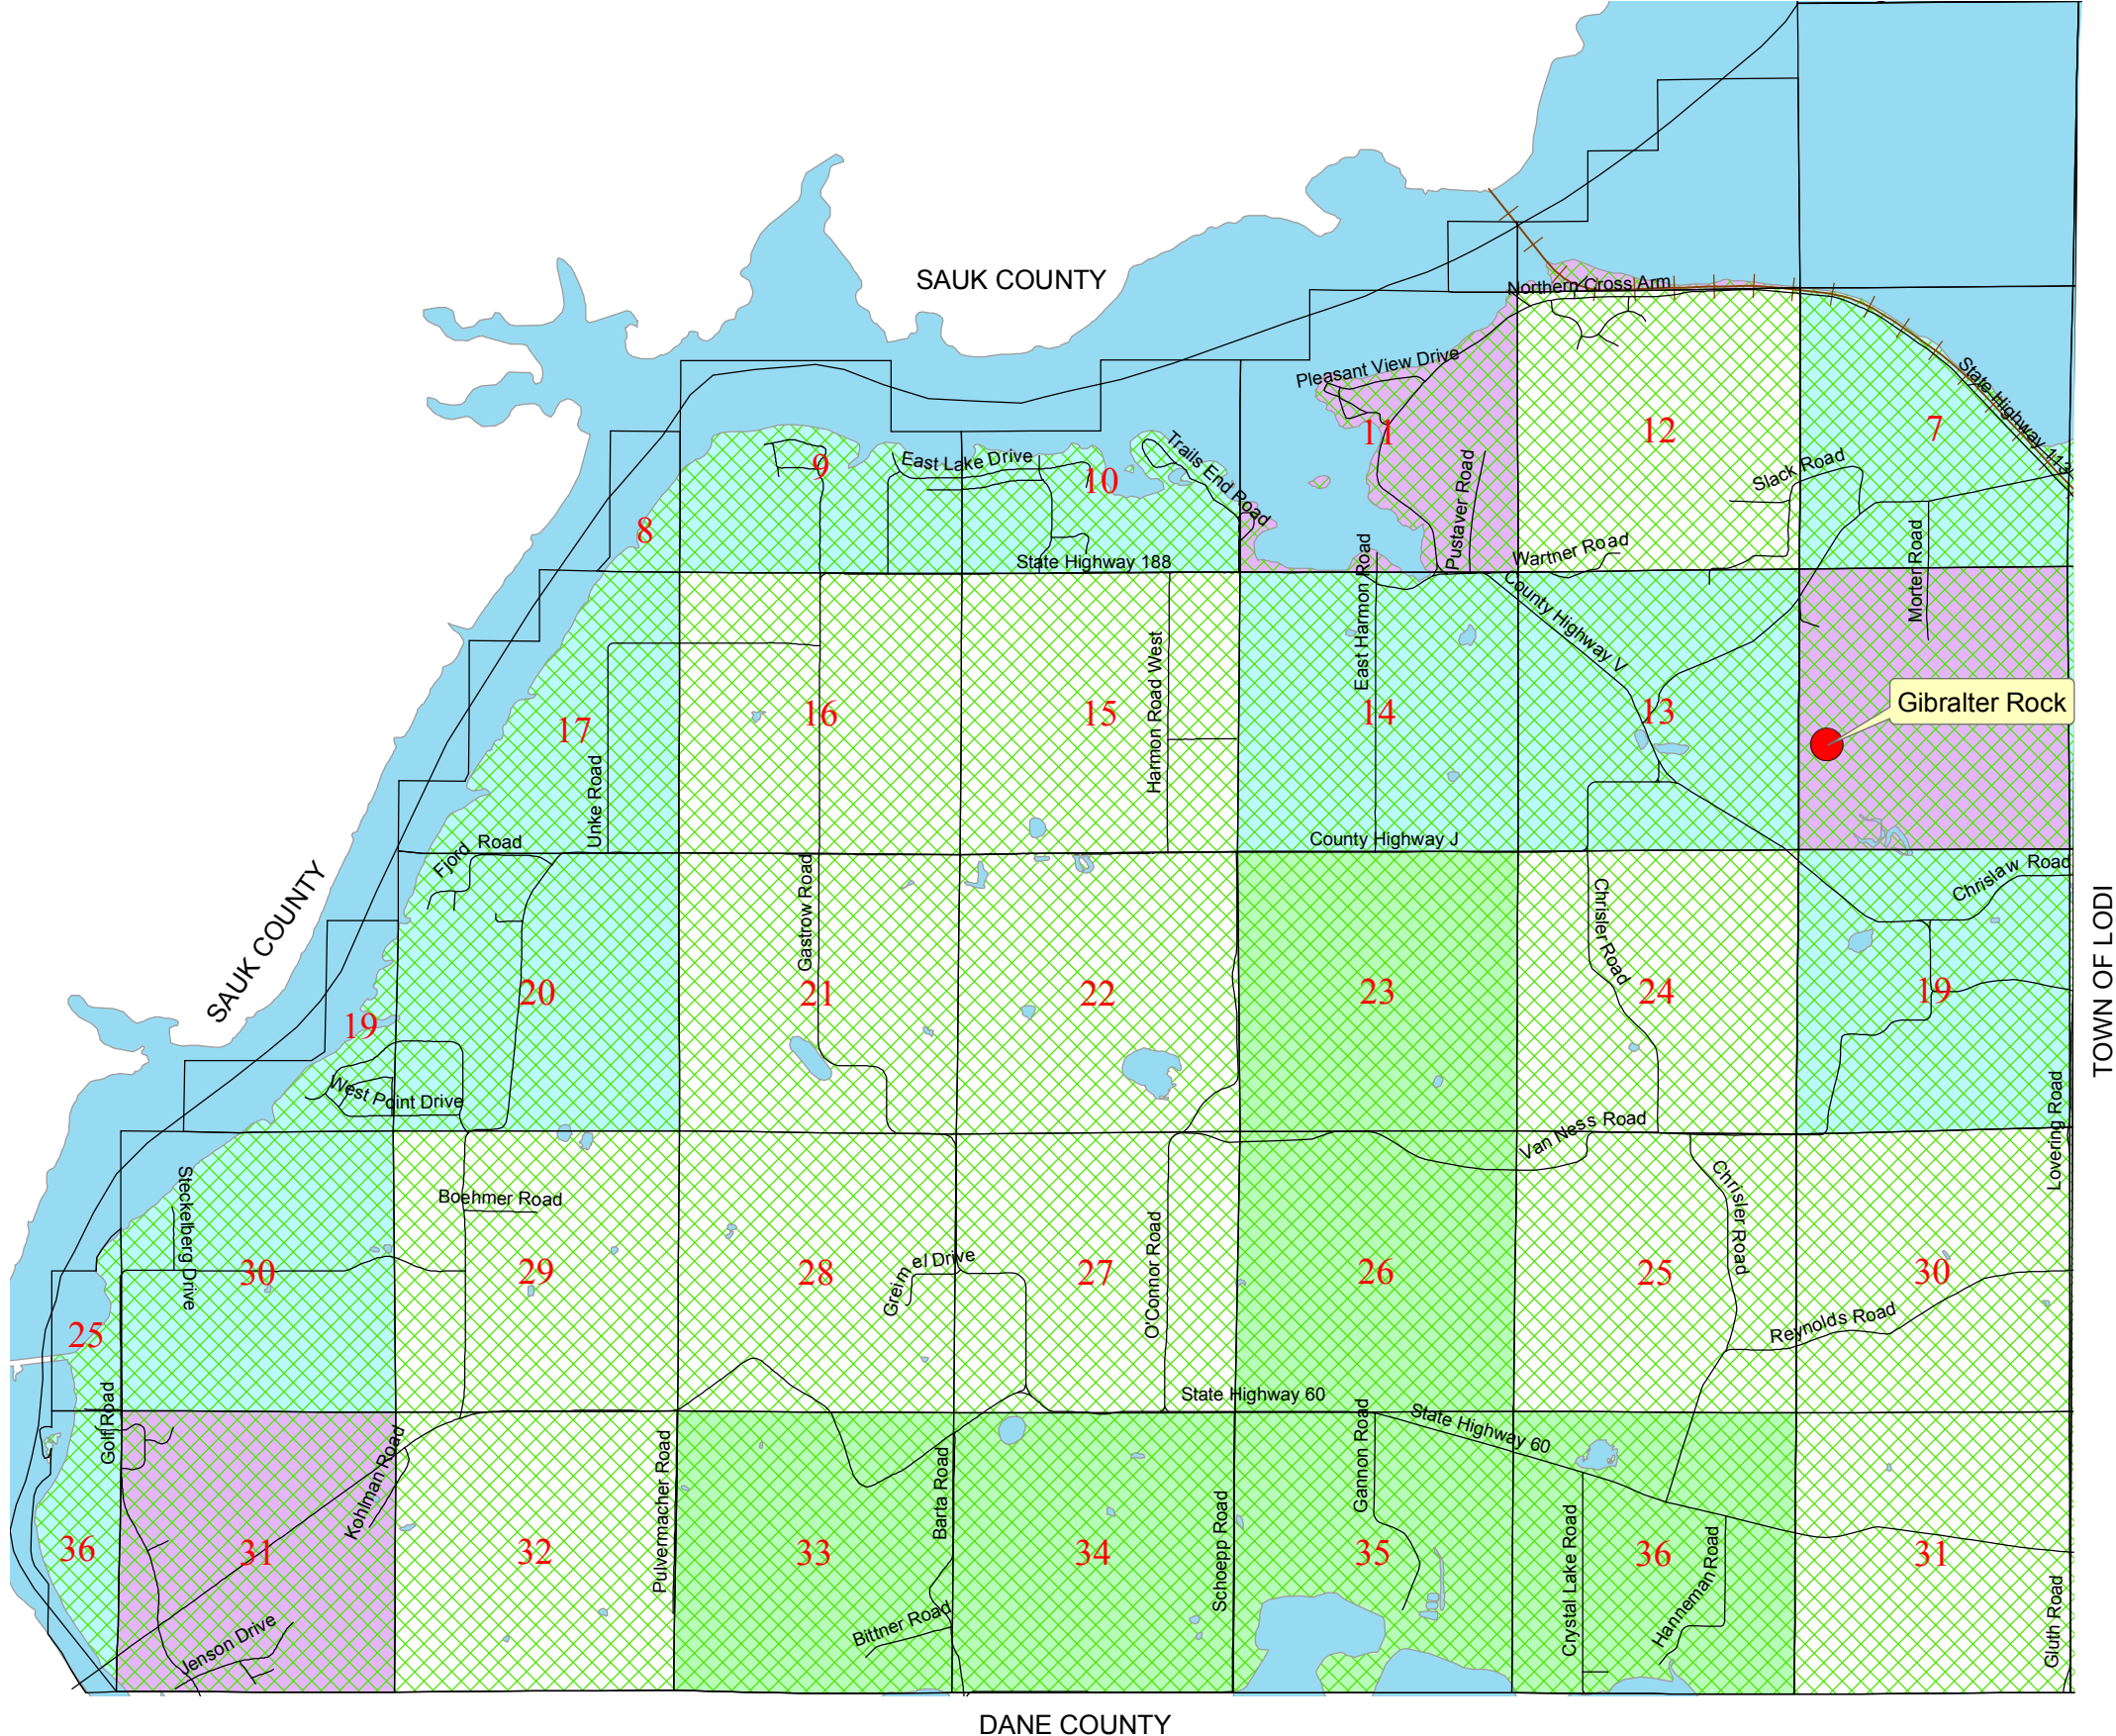 SAUK COUNTY
Northern Cross Arm
Pleasant View Drive
State Highway 113
11
12
7
East Lake Drive
Trails End Road
9
10
8
Pustaver Road
Slack Road
State Highway 188
East Harmon Road
Wartner Road
Morter Road
County Highway V
Harmon Road West
Gibralter Rock
17
16
15
14
13
Unke Road
County Highway J
Fjord Road
Chrislaw Road
SAUK COUNTY
Gastrow Road
Chrisler Road
TOWN OF LODI
19
20
21
22
23
24
19
West Point Drive
Van Ness Road
Lovering Road
Steckelberg Drive
Boehmer Road
Chrisler Road
Greimel Drive
O'Connor Road
30
29
28
27
26
25
30
25
Reynolds Road
State Highway 60
Golf Road
Gannon Road
State Highway 60
Kohlman Road
Pulvermacher Road
Barta Road
Schoepp Road
Crystal Lake Road
Hanneman Road
36
31
32
33
34
35
36
31
Jenson Drive
Bittner Road
Gluth Road
DANE COUNTY